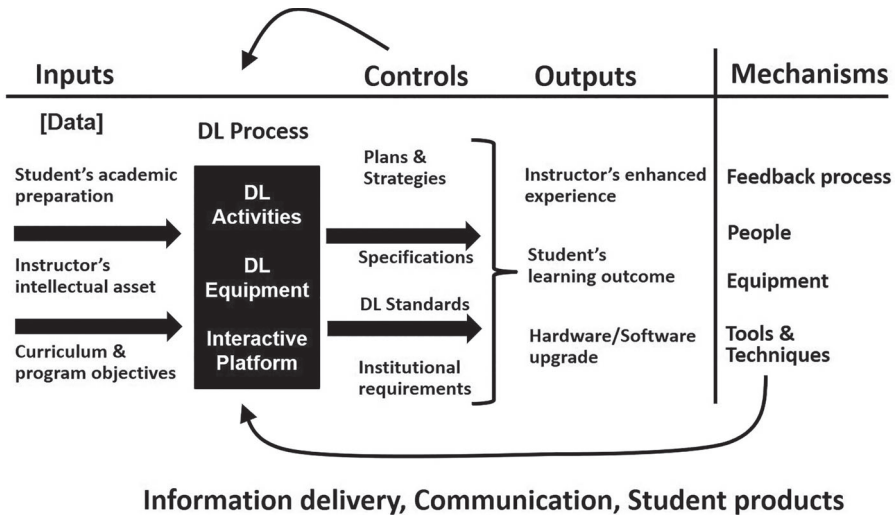 Inputs
Controls
Outputs
Mechanisms
[Data]
Student's academic
preparation
Instructor's
intellectual asset
Curriculum &
program objectives
DL Process
DL
Activities
DL
Equipment
Interactive
Platform
Plans &
Strategies
Specifications
DL Standards
Institutional
requirements
Instructor's enhanced
experience
Student's
learning outcome
Hardware/Software
upgrade
Feedback process
People
Equipment
Tools &
Techniques
Information delivery, Communication, Student products